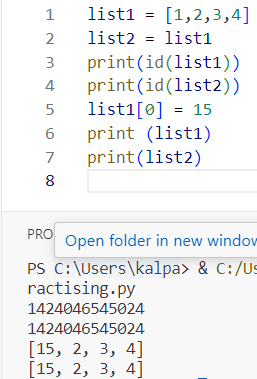 1 list1 = [1,2,3,4]
2 list2 = list1
3 print(id(list1))
4 print(id(list2))
5 list1[0] = 15
6 print (list1)
7 print(list2)
8
PRO
Open folder in new window
PS C:\Users\kalpa> & C:/Us
ractising.py
1424046545024
1424046545024
[15, 2, 3, 4]
[15, 2, 3, 4]